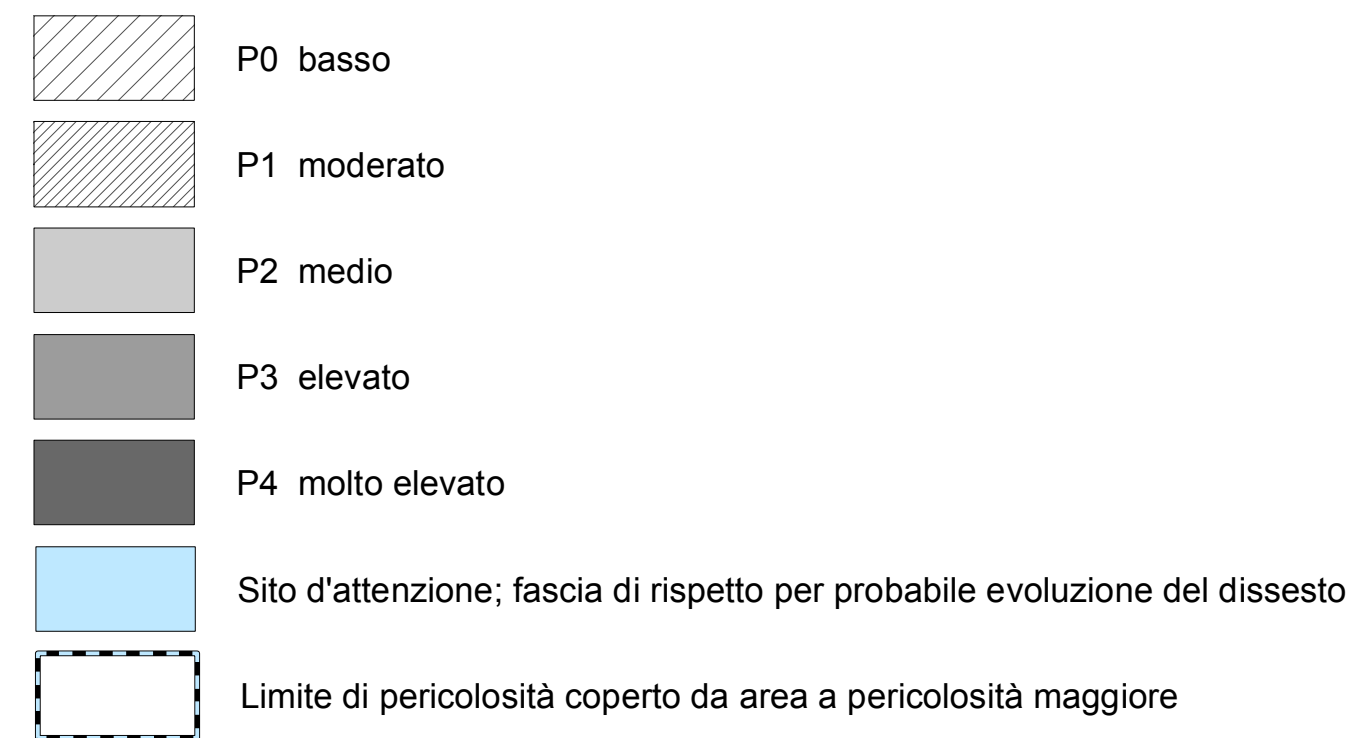 P0 basso
P1 moderato
P2 medio
P3 elevato
P4 molto elevato
Sito d'attenzione; fascia di rispetto per probabile evoluzione del dissesto
Limite di pericolosità coperto da area a pericolosità maggiore